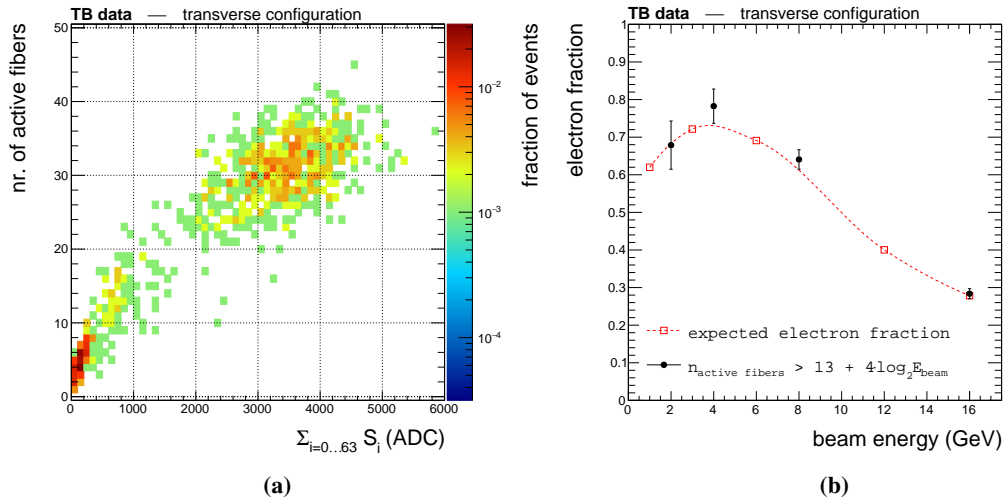 TB data — transverse configuration
nr. of active fibers
50
40
30
20
10
0
0 1000 2000 3000 4000 5000 6000
Σi=0...63 Si (ADC)
10⁻²
10⁻³
10⁻⁴
fraction of events
(a)
TB data — transverse configuration
electron fraction
1
0.9
0.8
0.7
0.6
0.5
0.4
0.3
0.2
0.1
0
0 2 4 6 8 10 12 14 16
beam energy (GeV)
expected electron fraction
nactive fibers > 13 + 4log2Ebeam
(b)